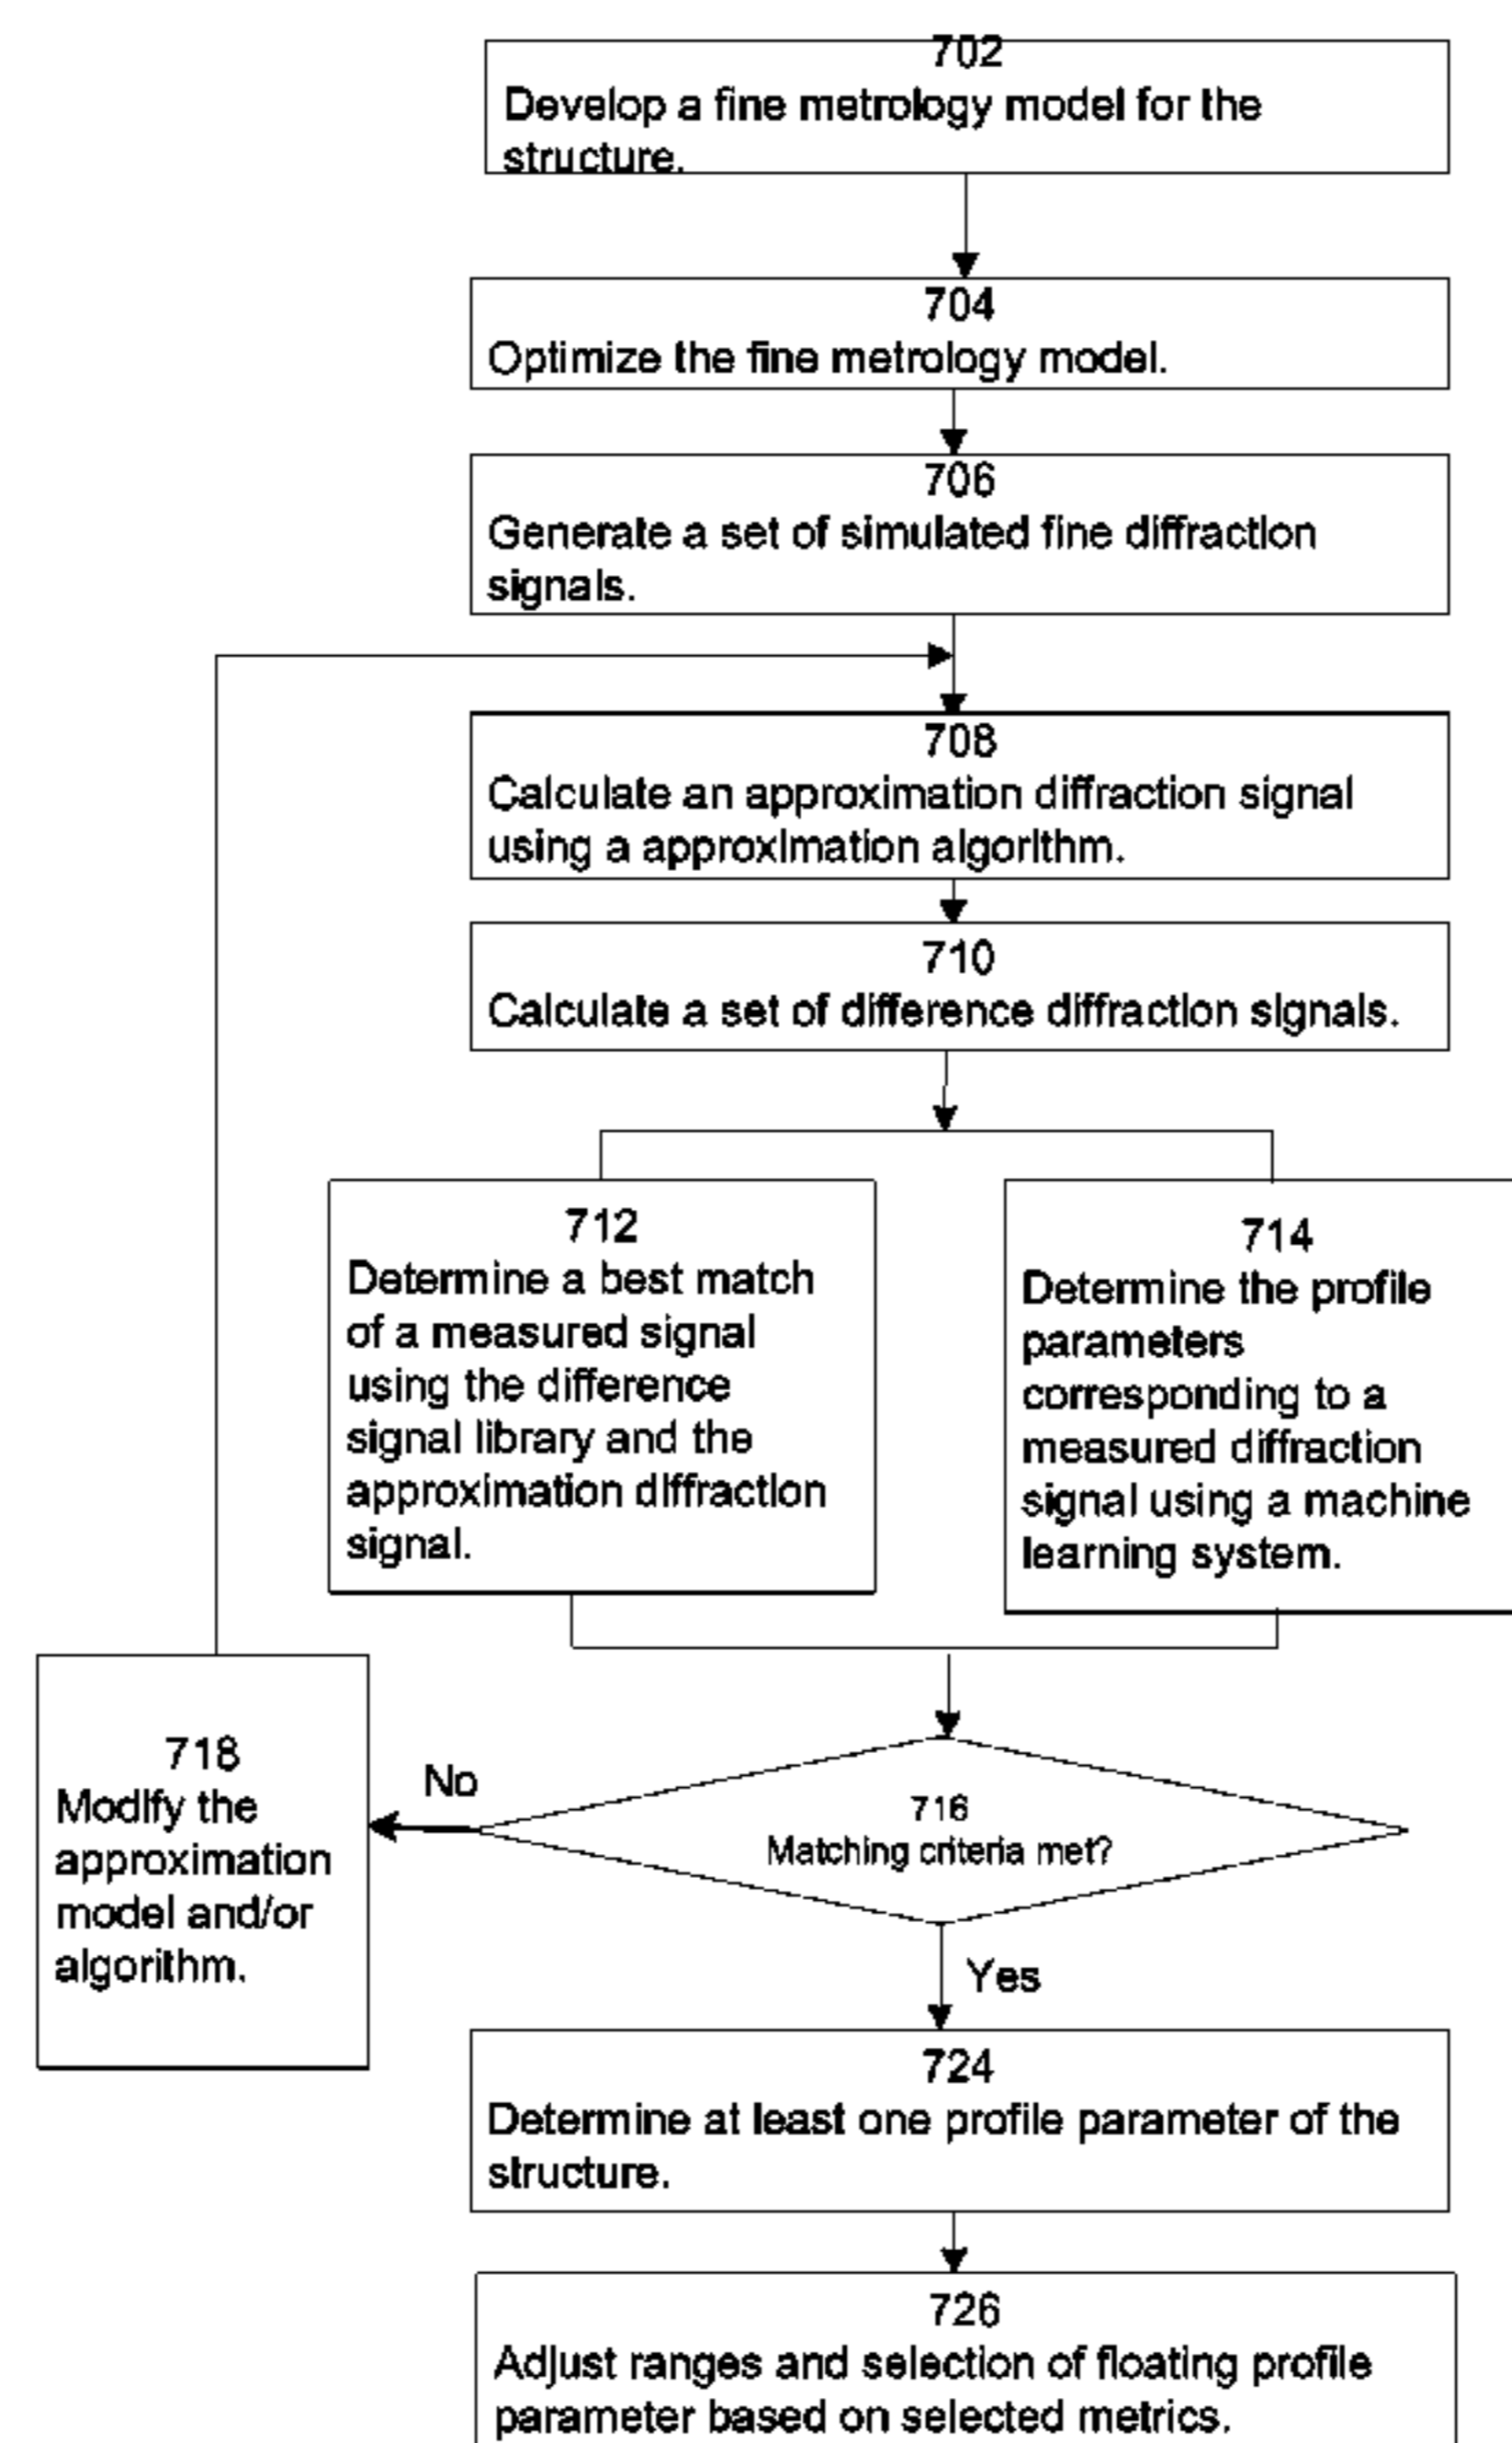 702
Develop a fine metrology model for the
structure.
704
Optimize the fine metrology model.
706
Generate a set of simulated fine diffraction
signals.
708
Calculate an approximation diffraction signal
using a approximation algorithm.
710
Calculate a set of difference diffraction signals.
712
Determine a best match
of a measured signal
using the difference
signal library and the
approximation diffraction
signal.
714
Determine the profile
parameters
corresponding to a
measured diffraction
signal using a machine
learning system.
716
Matching criteria met?
No
718
Modify the
approximation
model and/or
algorithm.
Yes
724
Determine at least one profile parameter of the
structure.
726
Adjust ranges and selection of floating profile
parameter based on selected metrics.